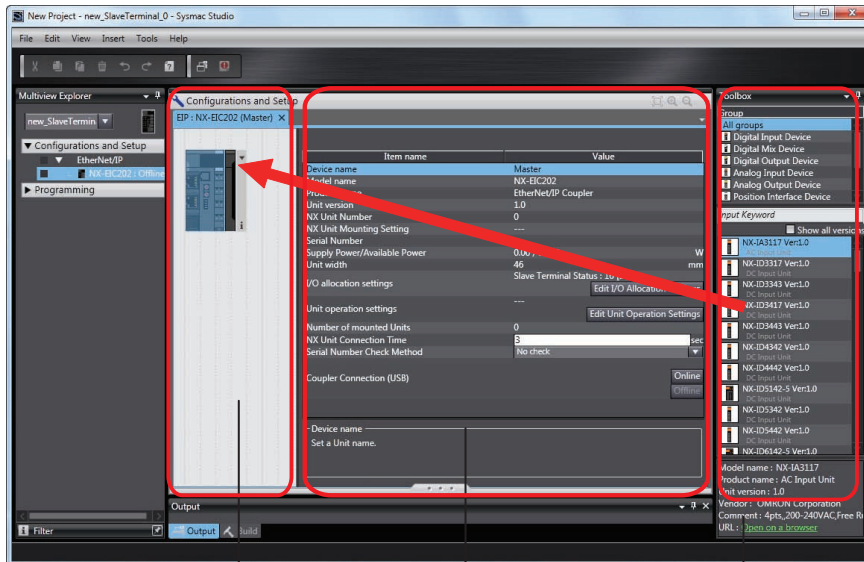 New Project - new_SlaveTerminal_0 - Sysmac Studio
File Edit View Insert Tools Help
Multiview Explorer
new_SlaveTermin
Configurations and Setup
EtherNet/IP
NX-EIC202 : Offline
Programming
Filter
Configurations and Setup
EIP : NX-EIC202 (Master)
Item name Value
Device name Master
Model name NX-EIC202
name EtherNet/IP Coupler
Unit version 1.0
NX Unit Number 0
NX Unit Mounting Setting ---
Serial Number
Supply Power/Available Power 0.00 / W
Unit width 46 mm
I/O allocation settings Slave Terminal Status : 16
Edit I/O Allocation
Unit operation settings ---
Edit Unit Operation Settings
Number of mounted Units 0
NX Unit Connection Time 3 sec
Serial Number Check Method No check
Coupler Connection (USB) Online
Offline
Device name
Set a Unit name.
Output
Output Build
Toolbox
Group
All groups
Digital Input Device
Digital Mix Device
Digital Output Device
Analog Input Device
Analog Output Device
Position Interface Device
Input Keyword
Show all versions
NX-IA3117 Ver:1.0
AC Input Unit
NX-ID3317 Ver:1.0
DC Input Unit
NX-ID3343 Ver:1.0
DC Input Unit
NX-ID3417 Ver:1.0
DC Input Unit
NX-ID3443 Ver:1.0
DC Input Unit
NX-ID4342 Ver:1.0
DC Input Unit
NX-ID4442 Ver:1.0
DC Input Unit
NX-ID5142-5 Ver:1.0
DC Input Unit
NX-ID5342 Ver:1.0
DC Input Unit
NX-ID5442 Ver:1.0
DC Input Unit
NX-ID6142-5 Ver:1.0
Model name : NX-IA3117
Product name : AC Input Unit
Unit version : 1.0
Vendor : OMRON Corporation
Comment : 4pts,200-240VAC,Free
URL : Open on a browser